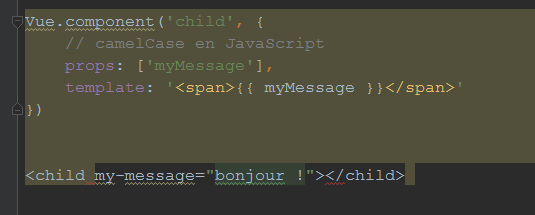 Vue.component('child', {
// camelCase en JavaScript
props: ['myMessage'],
template: '<span>{{ myMessage }}</span>'
})
<child my-message="bonjour !"></child>